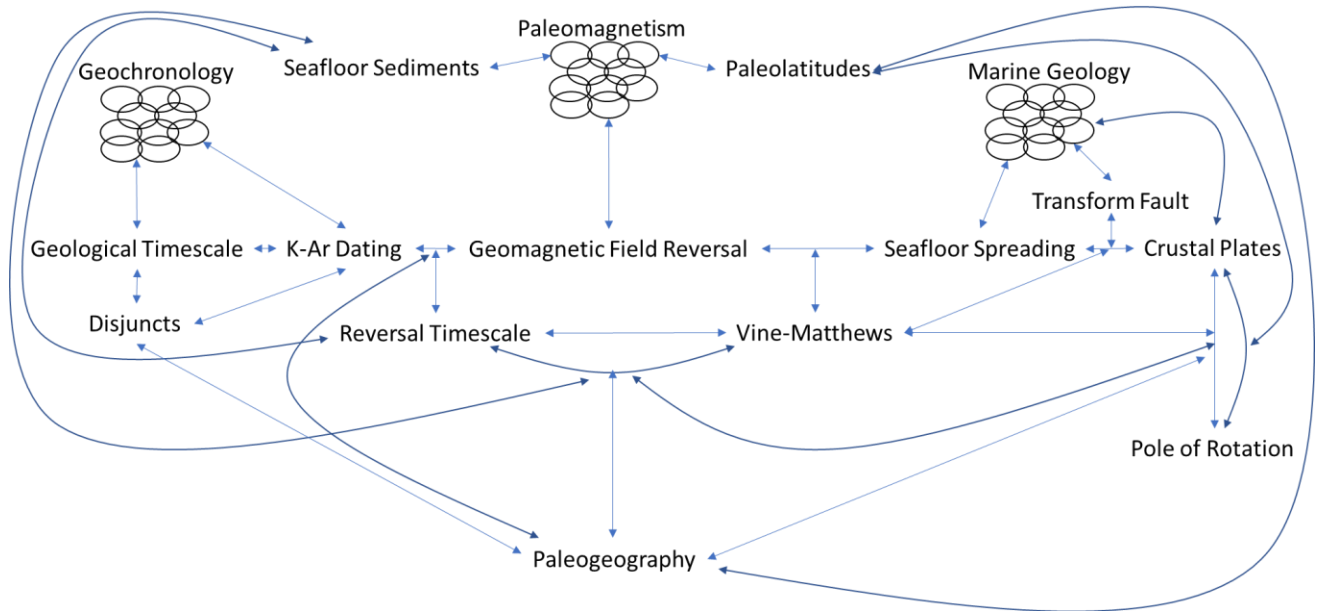 Paleomagnetism
Seafloor Sediments
Paleolatitudes
Geochronology
Marine Geology
Transform Fault
Geological Timescale
K-Ar Dating
Geomagnetic Field Reversal
Seafloor Spreading
Crustal Plates
Disjuncts
Reversal Timescale
Vine-Matthews
Pole of Rotation
Paleogeography